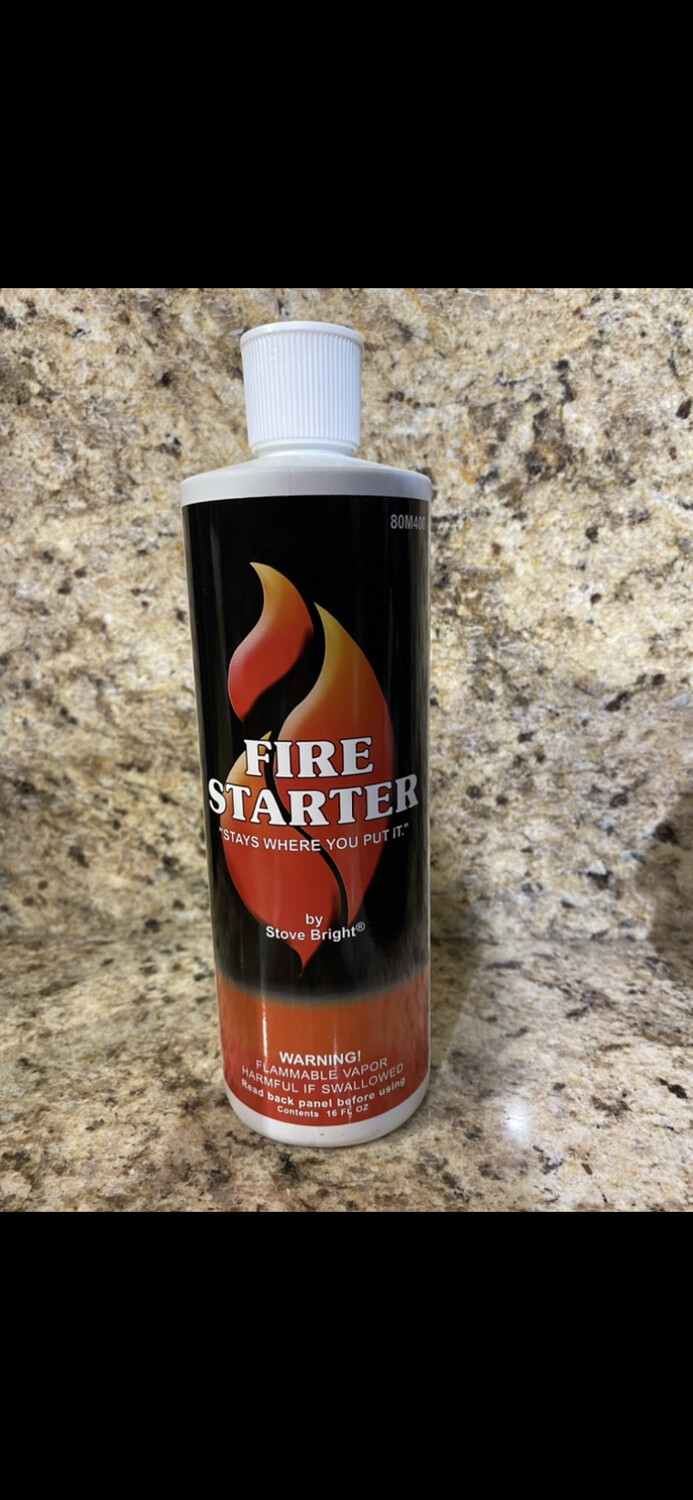 FIRE
STARTER
"STAYS WHERE YOU PUT IT."
by
Stove Bright®
WARNING!
FLAMMABLE VAPOR
HARMFUL IF SWALLOWED
Read back panel before using
Contents 16 FL OZ